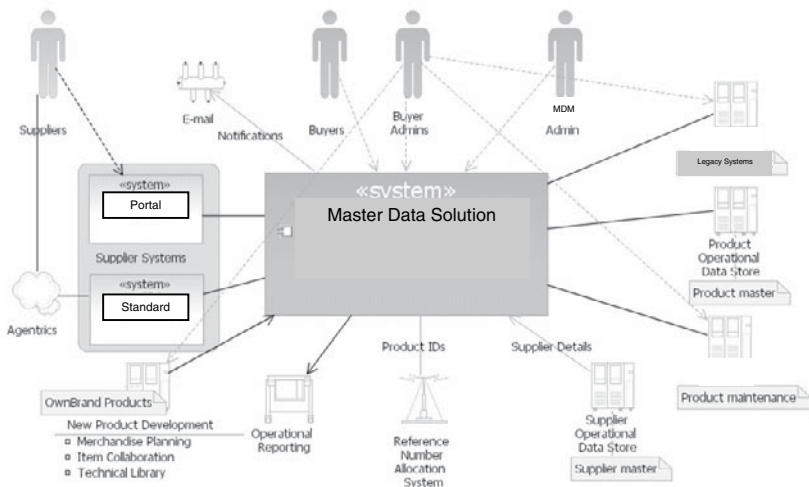 Suppliers
E-mail
Notifications
Buyers
Buyer
Admins
MDM
Admin
Legacy Systems
«system»
Portal
Supplier Systems
«system»
Standard
Agentrics
«system»
Master Data Solution
Product
Operational
Data Store
Product master
Product IDs
Supplier Details
OwnBrand Products
New Product Development
Merchandise Planning
Item Collaboration
Technical Library
Operational
Reporting
Reference
Number
Allocation
System
Supplier
Operational
Data Store
Supplier master
Product maintenance